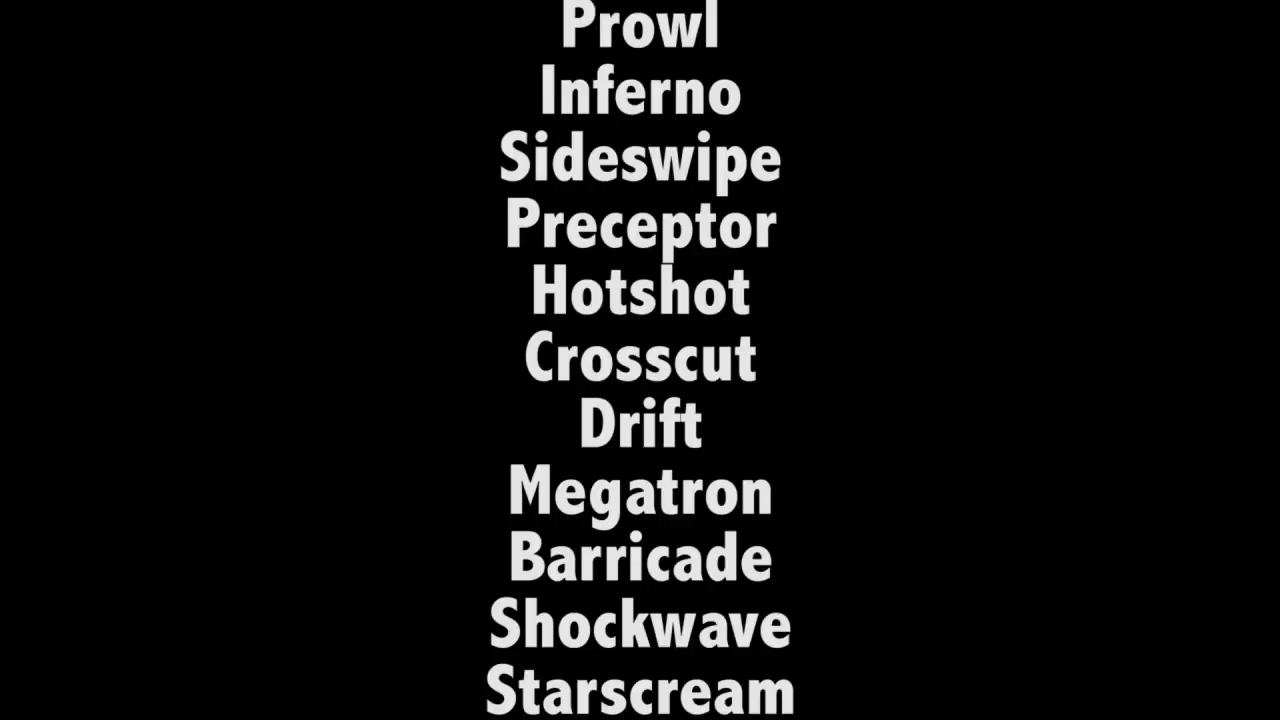 Prowl
Inferno
Sideswipe
Preceptor
Hotshot
Crosscut
Drift
Megatron
Barricade
Shockwave
Starscream